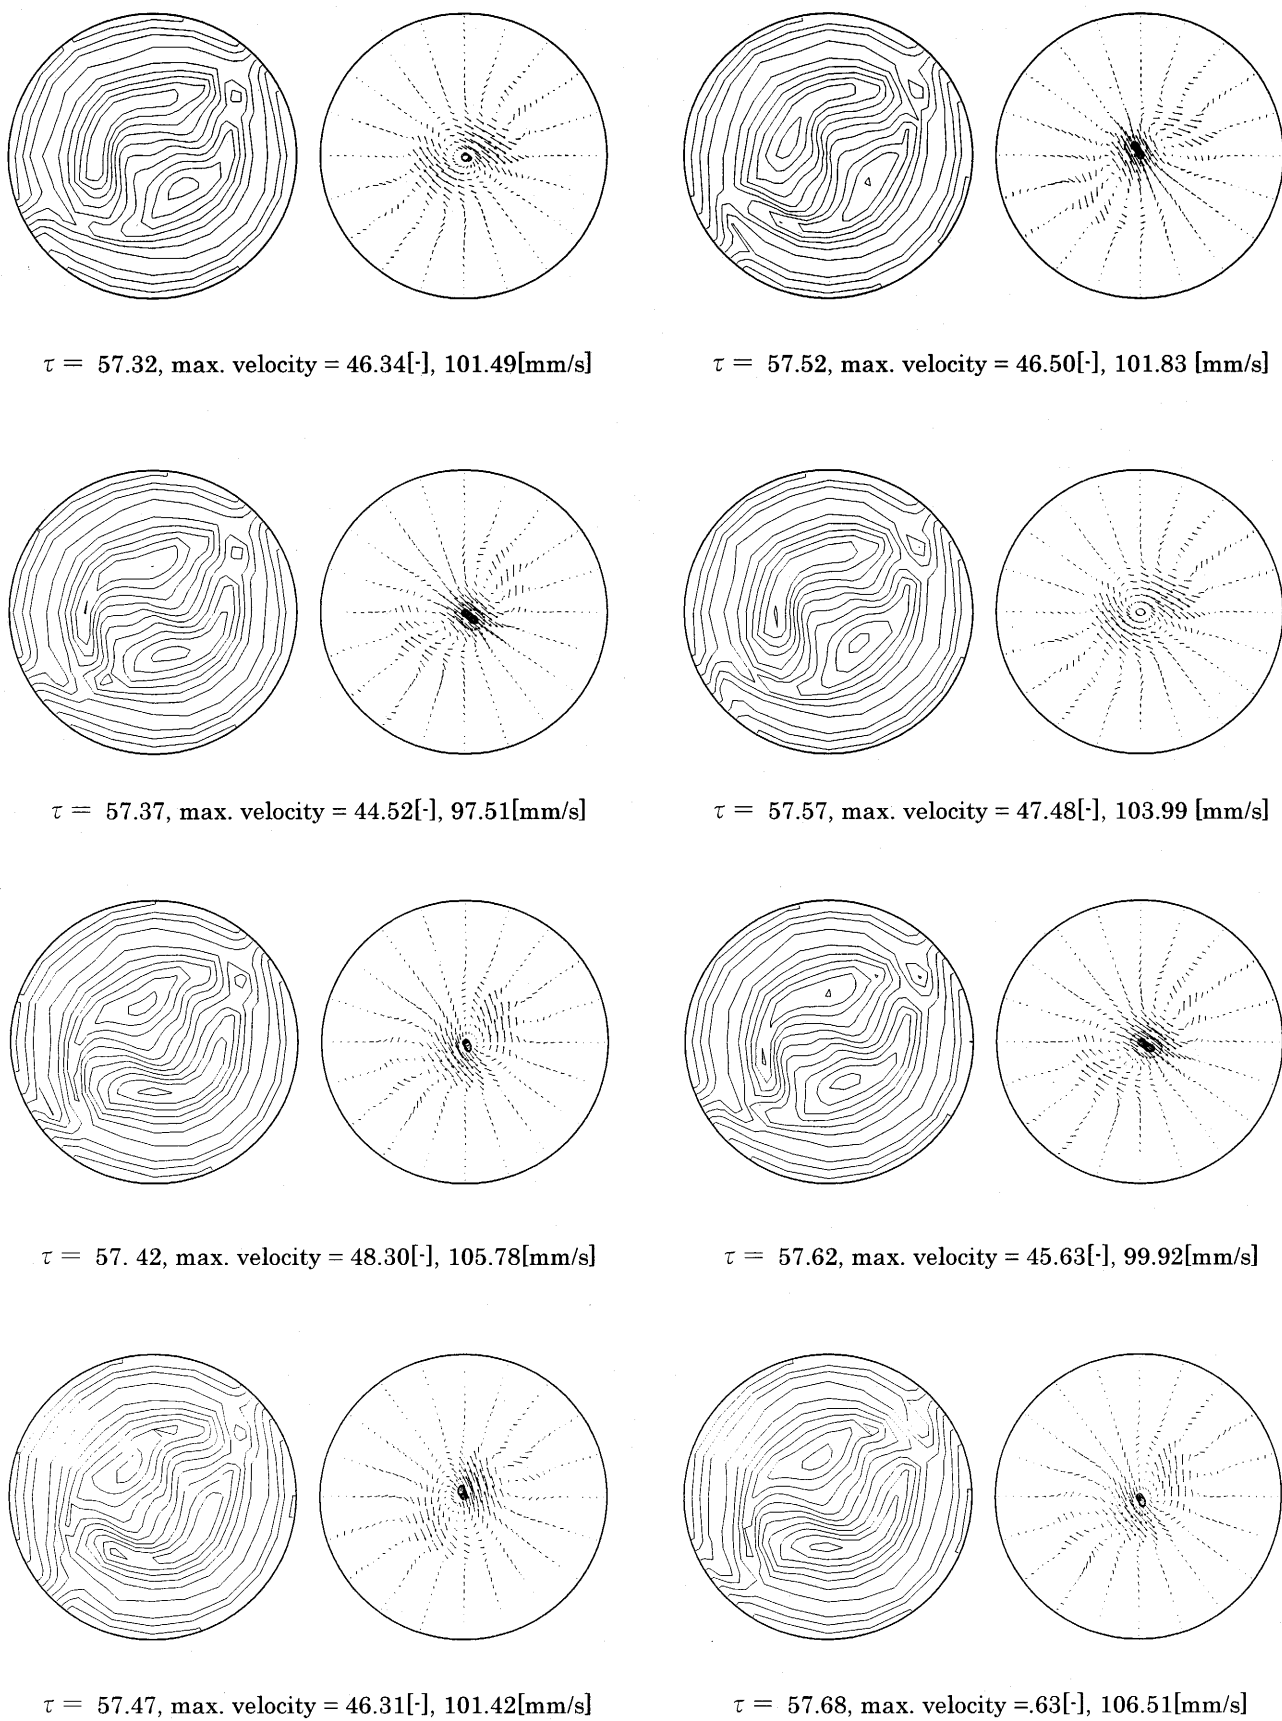 τ = 57.32, max. velocity = 46.34[-], 101.49[mm/s]
τ = 57.52, max. velocity = 46.50[-], 101.83 [mm/s]
τ = 57.37, max. velocity = 44.52[-], 97.51[mm/s]
τ = 57.57, max. velocity = 47.48[-], 103.99 [mm/s]
τ = 57. 42, max. velocity = 48.30[-], 105.78[mm/s]
τ = 57.62, max. velocity =45.63[-], 99.92[mm/s]
τ = 57.47, max. velocity = 46.31[-], 101.42[mm/s]
τ = 57.68, max. velocity =.63[-], 106.51[mm/s]